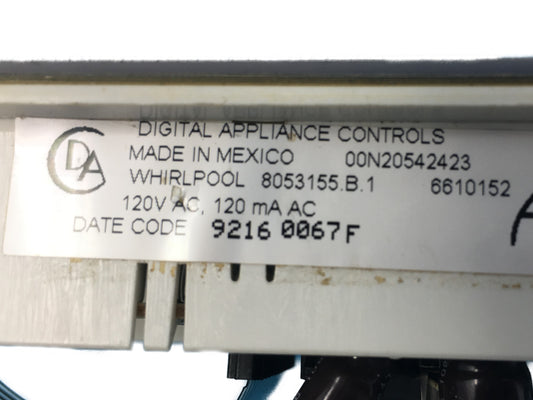 DIGITAL APPLIANCE CONTROLS
DA
MADE IN MEXICO 00N20542423
WHIRLPOOL 8053155.B.1 6610152
120V AC, 120 mA AC
DATE CODE 9216 0067F